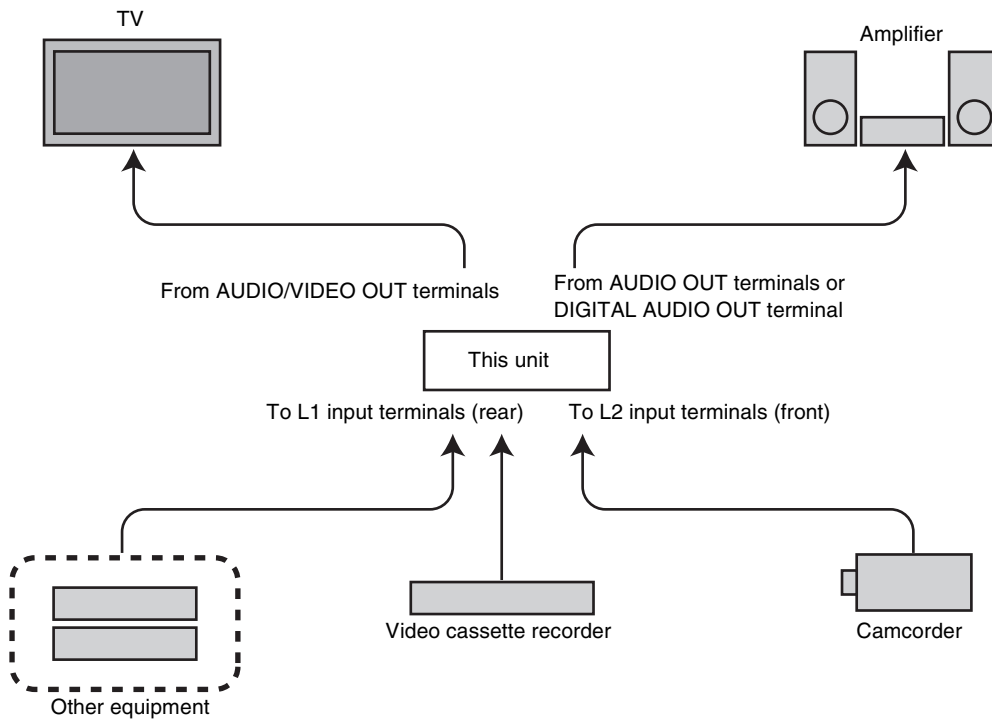 TV
Amplifier
From AUDIO/VIDEO OUT terminals
From AUDIO OUT terminals or
DIGITAL AUDIO OUT terminal
This unit
To L1 input terminals (rear)
To L2 input terminals (front)
Video cassette recorder
Camcorder
Other equipment